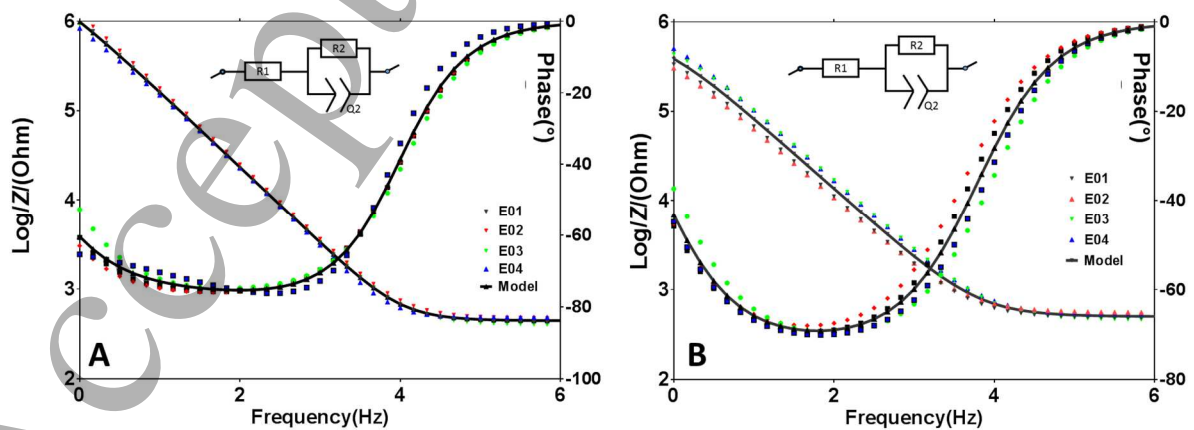 6
5
4
3
2
Log/Z/(Ohm)
0
-20
-40
-60
-80
-100
Phase(°)
R1
R2
Q2
E01
E02
E03
E04
Model
A
0
2
4
6
Frequency(Hz)
6
5
4
3
2
Log/Z/(Ohm)
0
-20
-40
-60
-80
Phase(°)
R1
R2
Q2
E01
E02
E03
E04
Model
B
0
2
4
6
Frequency(Hz)